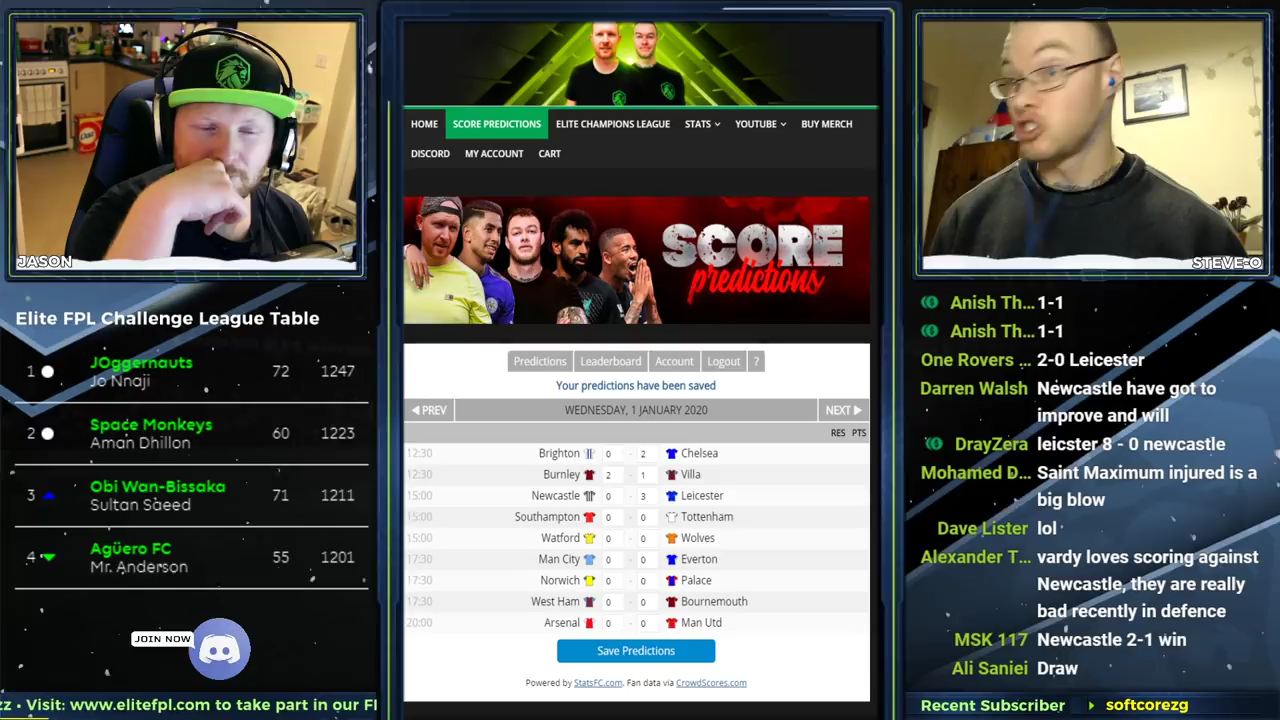 JASON
Elite FPL Challenge League Table
1 JOggernauts 72 1247
Jo Nnaji
2 Space Monkeys 60 1223
Aman Dhillon
3 Obi Wan-Bissaka 71 1211
Sultan Saeed
4 Agüero FC 55 1201
Mr. Anderson
JOIN NOW
zz • Visit: www.elitefpl.com to take part in our F
HOME SCORE PREDICTIONS ELITE CHAMPIONS LEAGUE STATS YOUTUBE BUY MERCH
DISCORD MY ACCOUNT CART
SCORE
predictions
Predictions Leaderboard Account Logout ?
Your predictions have been saved
PREV WEDNESDAY, 1 JANUARY 2020 NEXT
RES PTS
12:30 Brighton 0 - 2 Chelsea
12:30 Burnley 2 - 1 Villa
15:00 Newcastle 0 - 3 Leicester
15:00 Southampton 0 - 0 Tottenham
15:00 Watford 0 - 0 Wolves
17:30 Man City 0 - 0 Everton
17:30 Norwich 0 - 0 Palace
17:30 West Ham 0 - 0 Bournemouth
20:00 Arsenal 0 - 0 Man Utd
Save Predictions
Powered by StatsFC.com. Fan data via CrowdScores.com
STEVE-O
Anish Th... 1-1
Anish Th... 1-1
One Rovers ... 2-0 Leicester
Darren Walsh Newcastle have got to
improve and will
DrayZera leicster 8 - 0 newcastle
Mohamed D... Saint Maximum injured is a
big blow
Dave Lister lol
Alexander T... vardy loves scoring against
Newcastle, they are really
bad recently in defence
MSK 117 Newcastle 2-1 win
Ali Saniei Draw
Recent Subscriber softcorezg